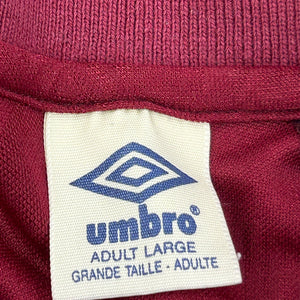 umbro®
ADULT LARGE
GRANDE TAILLE - ADULTE